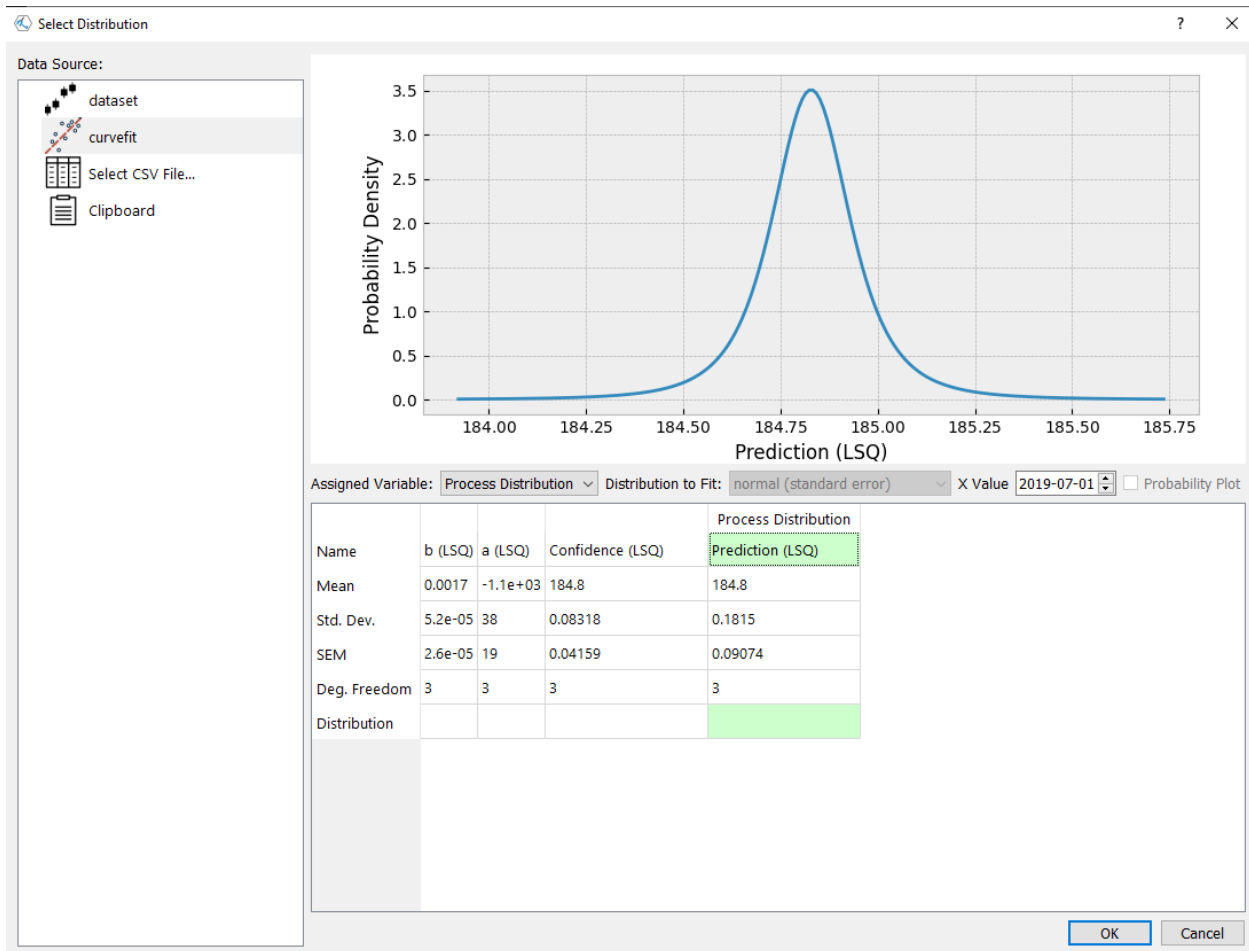 Select Distribution
?
Data Source:
dataset
curvefit
Select CSV File...
Clipboard
Probability Density
3.5
3.0
2.5
2.0
1.5
1.0
0.5
0.0
184.00 184.25 184.50 184.75 185.00 185.25 185.50 185.75
Prediction (LSQ)
Assigned Variable: Process Distribution Distribution to Fit: normal (standard error) X Value 2019-07-01 Probability Plot
Process Distribution
Name b (LSQ) a (LSQ) Confidence (LSQ) Prediction (LSQ)
Mean 0.0017 -1.1e+03 184.8 184.8
Std. Dev. 5.2e-05 38 0.08318 0.1815
SEM 2.6e-05 19 0.04159 0.09074
Deg. Freedom 3 3 3 3
Distribution
OK Cancel